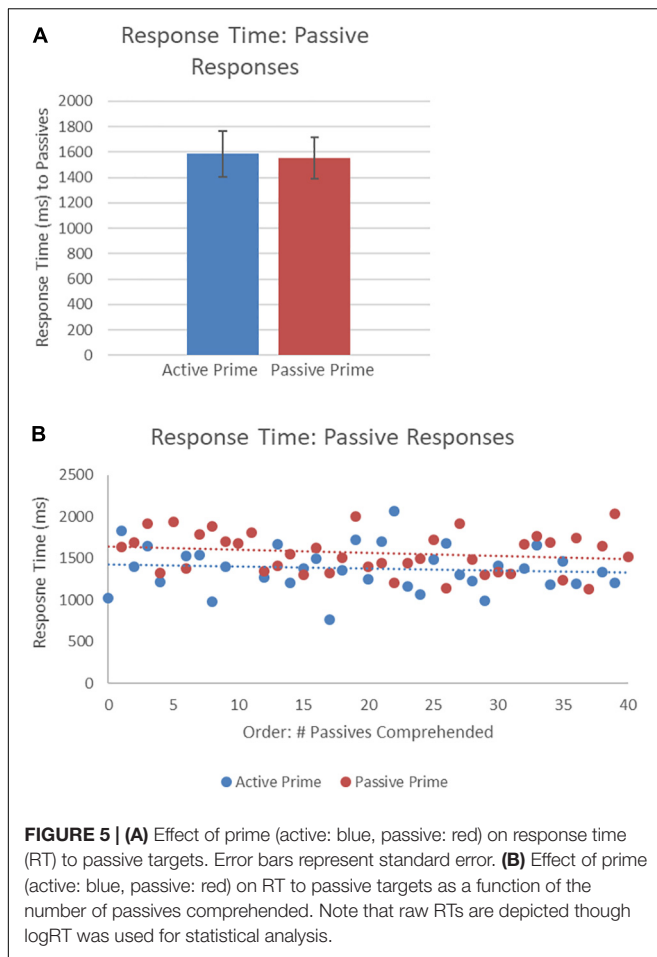 A
Response Time: Passive
Responses
Response Time (ms) to Passives
2000
1800
1600
1400
1200
1000
800
600
400
200
0
Active Prime Passive Prime
B
Response Time: Passive Responses
Resposne Time (ms)
2500
2000
1500
1000
500
0
0 5 10 15 20 25 30 35 40
Order: # Passives Comprehended
Active Prime Passive Prime
FIGURE 5 | (A) Effect of prime (active: blue, passive: red) on response time
(RT) to passive targets. Error bars represent standard error. (B) Effect of prime
(active: blue, passive: red) on RT to passive targets as a function of the
number of passives comprehended. Note that raw RTs are depicted though
logRT was used for statistical analysis.